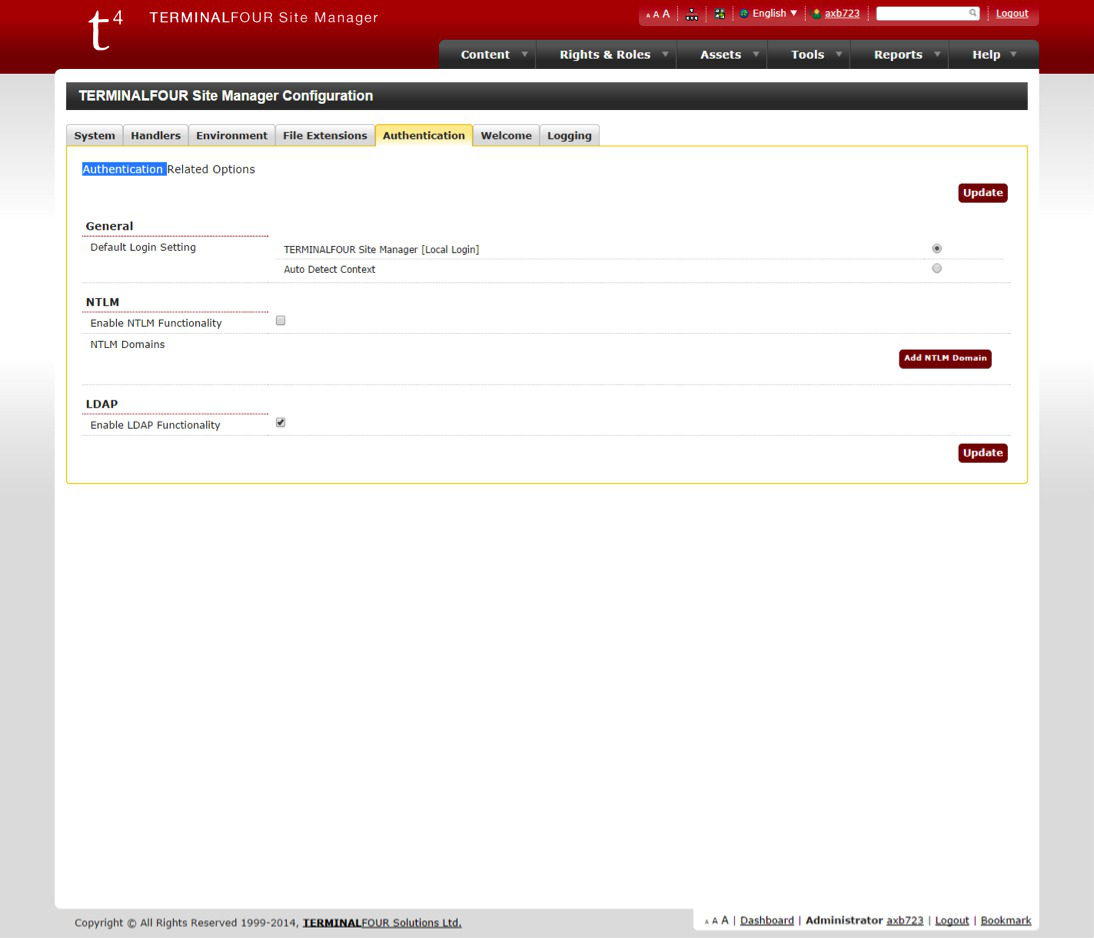 t4 TERMINALFOUR Site Manager
A A A English ▼ axb723 Logout
Content Rights & Roles Assets Tools Reports Help
TERMINALFOUR Site Manager Configuration
System Handlers Environment File Extensions Authentication Welcome Logging
Authentication Related Options
Update
General
Default Login Setting TERMINALFOUR Site Manager [Local Login]
Auto Detect Context
NTLM
Enable NTLM Functionality
NTLM Domains
Add NTLM Domain
LDAP
Enable LDAP Functionality
Update
Copyright © All Rights Reserved 1999-2014, TERMINALFOUR Solutions Ltd. A A A | Dashboard | Administrator axb723 | Logout | Bookmark